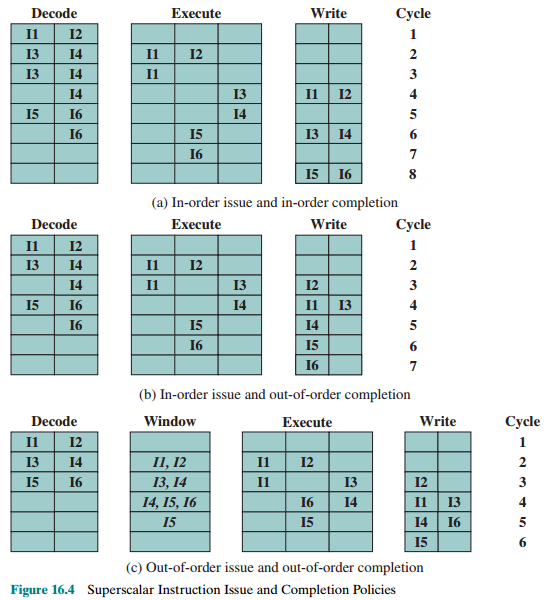 Decode Execute Write Cycle
I1 I2 1
I3 I4 I1 I2 2
I3 I4 I1 3
I4 I3 I1 I2 4
I5 I6 I4 5
I6 I5 I3 I4 6
I6 7
I5 I6 8
(a) In-order issue and in-order completion
Decode Execute Write Cycle
I1 I2 1
I3 I4 I1 I2 2
I4 I1 I3 I2 3
I5 I6 I4 I1 I3 4
I6 I5 I4 5
I6 I5 6
I6 7
(b) In-order issue and out-of-order completion
Decode Window Execute Write Cycle
I1 I2 1
I3 I4 I1, I2 I1 I2 2
I5 I6 I3, I4 I1 I3 I2 3
I4, I5, I6 I6 I4 I1 I3 4
I5 I5 I4 I6 5
I5 6
(c) Out-of-order issue and out-of-order completion
Figure 16.4 Superscalar Instruction Issue and Completion Policies